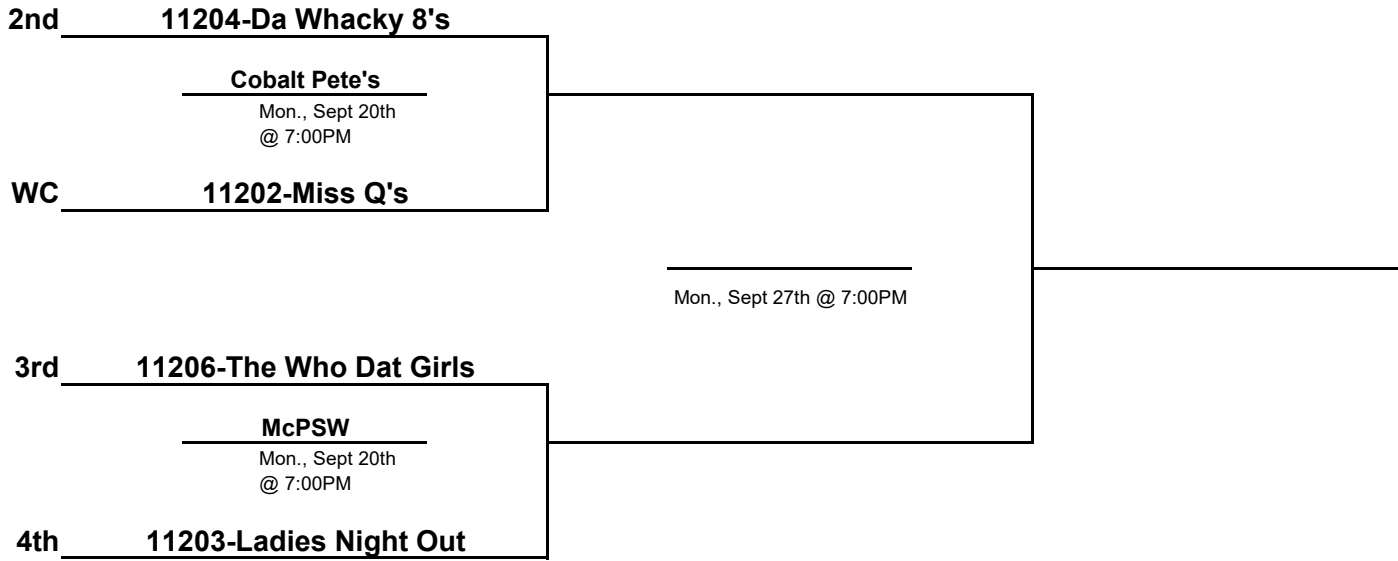 2nd 11204-Da Whacky 8's
Cobalt Pete's
Mon., Sept 20th
@ 7:00PM
WC 11202-Miss Q's
Mon., Sept 27th @ 7:00PM
3rd 11206-The Who Dat Girls
McPSW
Mon., Sept 20th
@ 7:00PM
4th 11203-Ladies Night Out